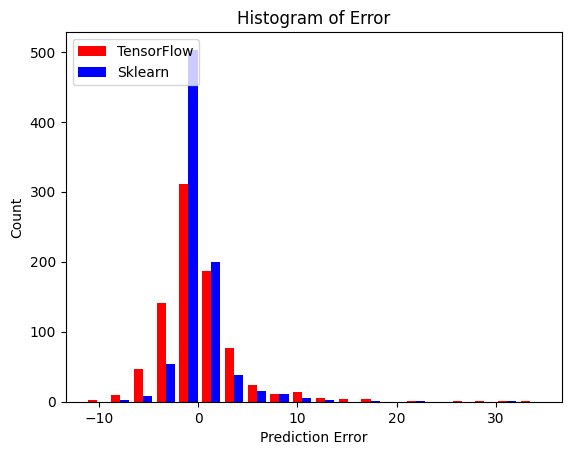 Histogram of Error
TensorFlow
Sklearn
500
400
300
200
100
0
Count
−10 0 10 20 30
Prediction Error